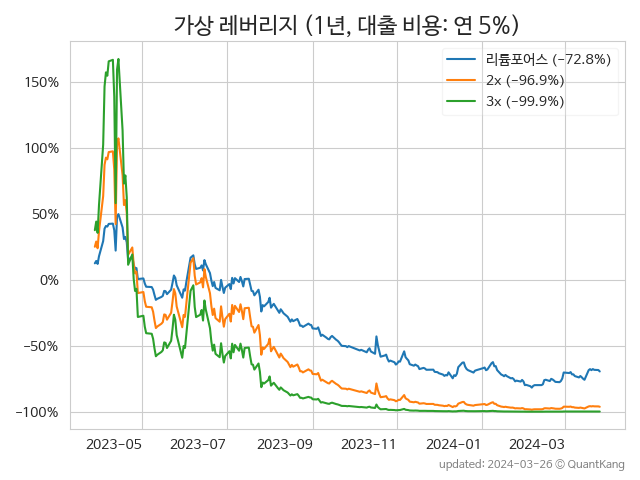 가상 레버리지 (1년, 대출 비용: 연 5%)
리튬포어스 (−72.8%)
2x (−96.9%)
3x (−99.9%)
150%
100%
50%
0%
−50%
−100%
2023-05
2023-07
2023-09
2023-11
2024-01
2024-03
updated: 2024-03-26 © QuantKang